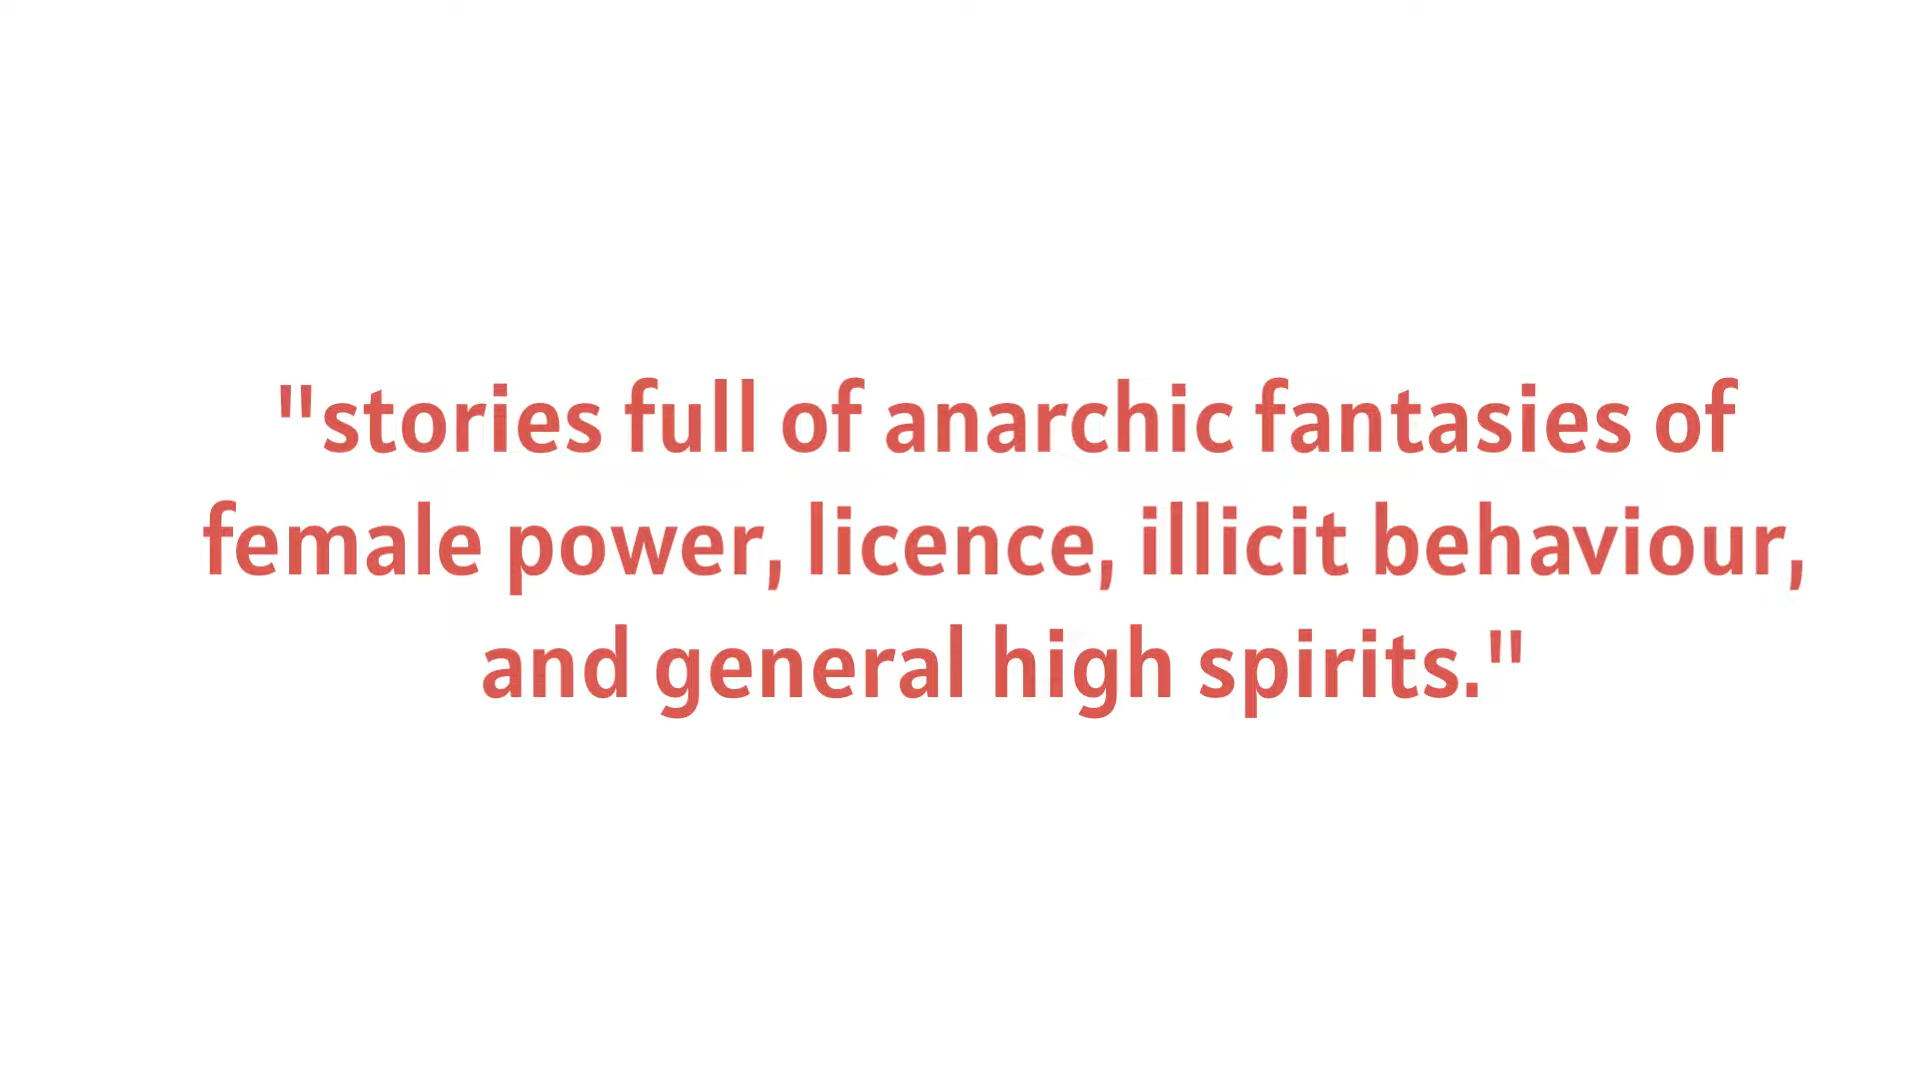 "stories full of anarchic fantasies of
female power, licence, illicit behaviour,
and general high spirits."